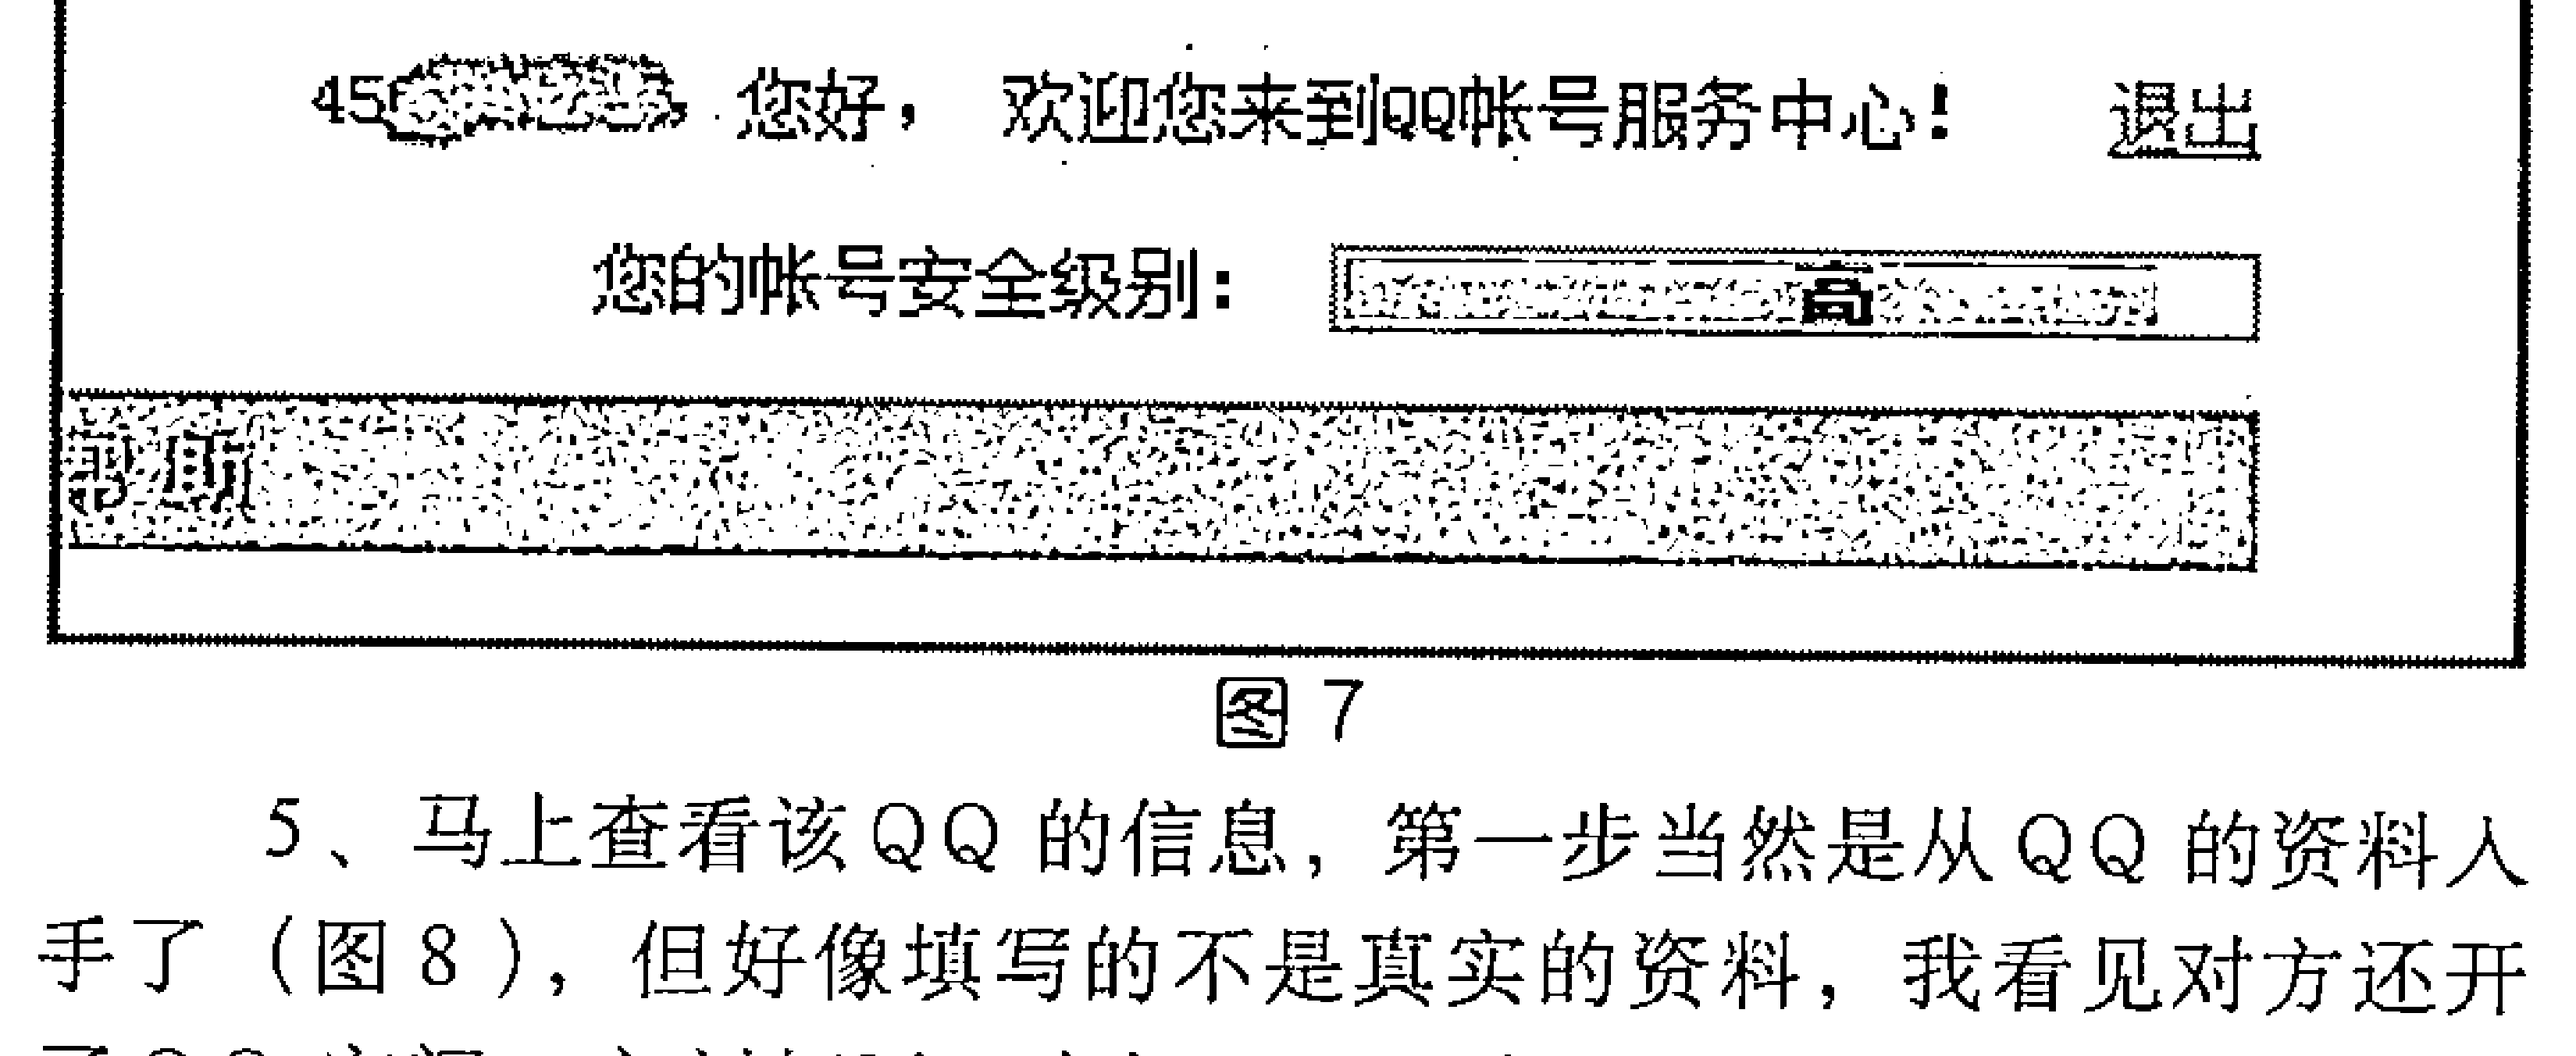 45 您好， 欢迎您来到QQ帐号服务中心！ 退出
您的帐号安全级别： 高
图 7
5、马上查看该QQ 的信息，第一步当然是从QQ 的资料入
手了（图 8），但好像填写的不是真实的资料，我看见对方还开